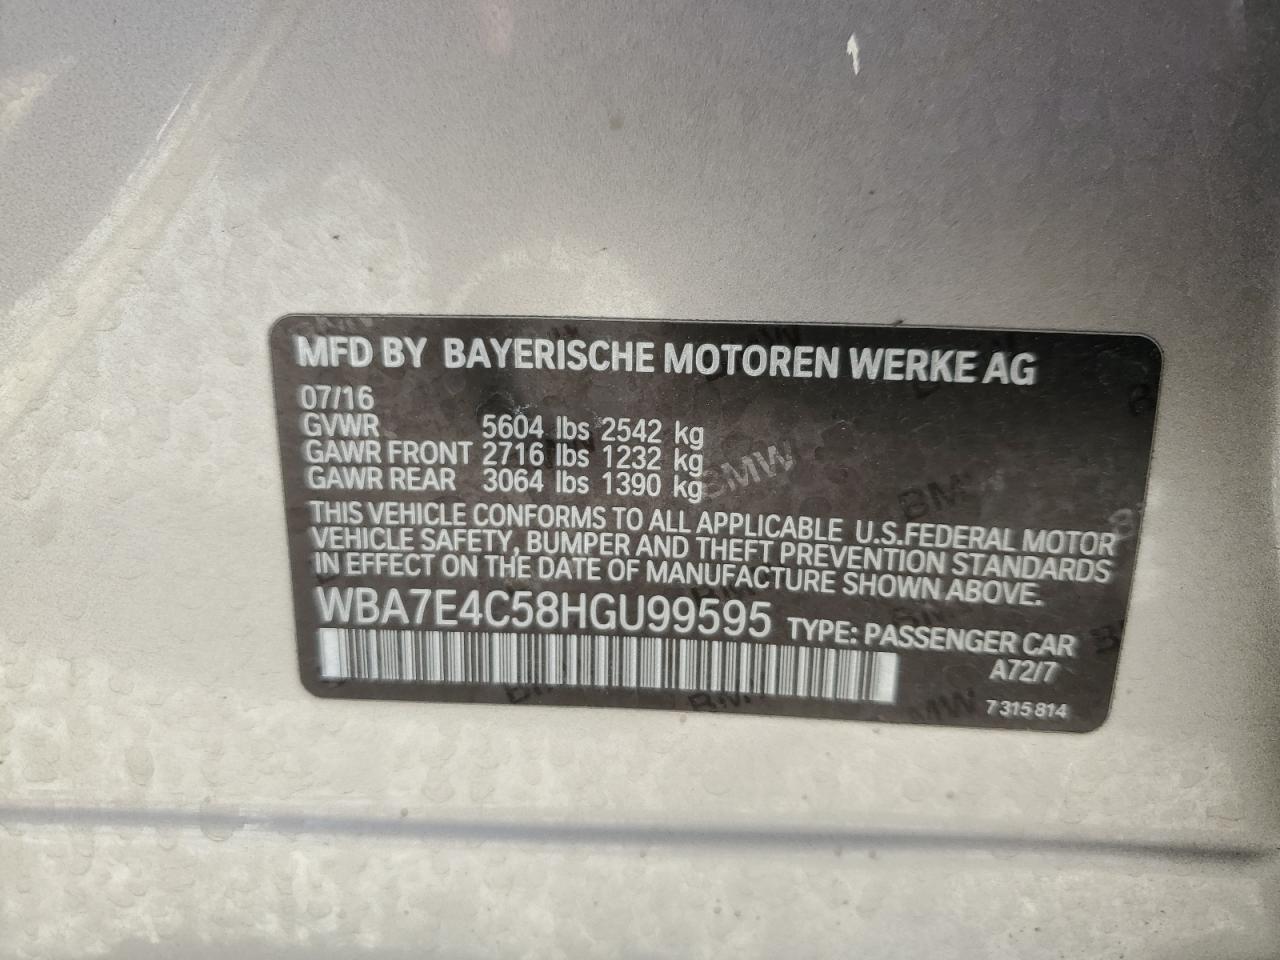 MFD BY BAYERISCHE MOTOREN WERKE AG
07/16
GVWR 5604 lbs 2542 kg
GAWR FRONT 2716 lbs 1232 kg
GAWR REAR 3064 lbs 1390 kg
THIS VEHICLE CONFORMS TO ALL APPLICABLE U.S.FEDERAL MOTOR
VEHICLE SAFETY, BUMPER AND THEFT PREVENTION STANDARDS
IN EFFECT ON THE DATE OF MANUFACTURE SHOWN ABOVE.
WBA7E4C58HGU99595 TYPE: PASSENGER CAR
A72/7
7 315 814